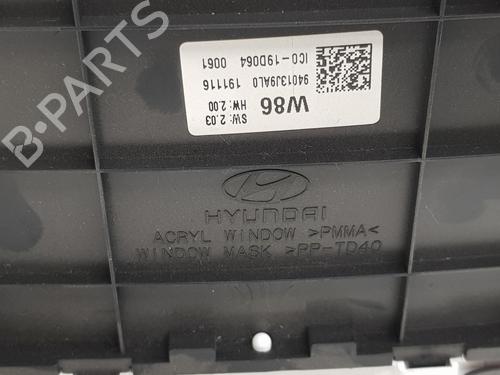 B-PARTS
IC0-19D064 0061
94013J9AL0 191116
W86
HW: 2.00
SW: 2.03
HYUNDAI
ACRYL WINDOW >PMMA<
WINDOW MASK >PP-TD40